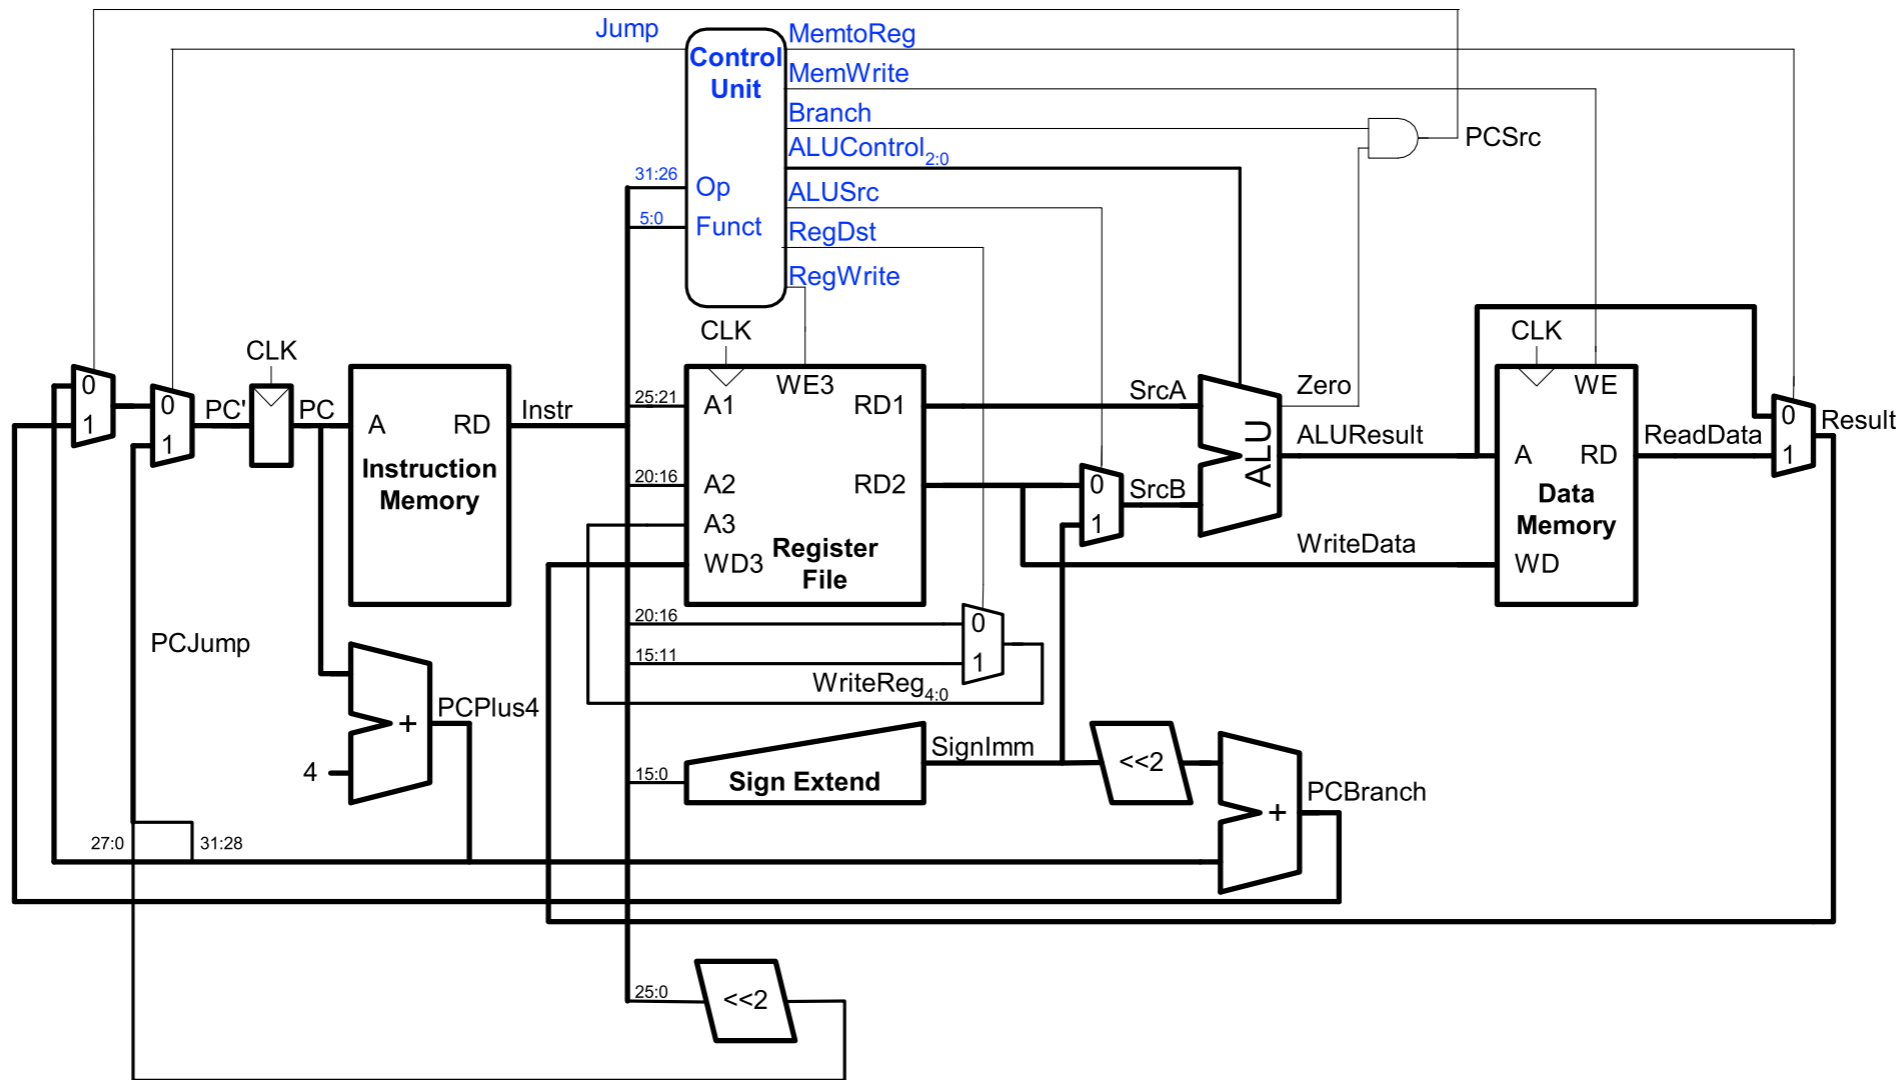 Jump
Control
Unit
MemtoReg
MemWrite
Branch
ALUControl2:0
ALUSrc
RegDst
RegWrite
31:26
Op
5:0
Funct
PCSrc
CLK
CLK
CLK
0
1
0
1
PC'
PC
A
RD
Instruction
Memory
Instr
25:21
A1
WE3
RD1
20:16
A2
RD2
A3
WD3
Register
File
SrcA
0
1
SrcB
ALU
Zero
ALUResult
WriteData
WE
A
RD
Data
Memory
WD
ReadData
0
1
Result
20:16
0
15:11
1
WriteReg4:0
PCJump
PCPlus4
+
4
15:0
Sign Extend
SignImm
<<2
+
PCBranch
27:0
31:28
25:0
<<2